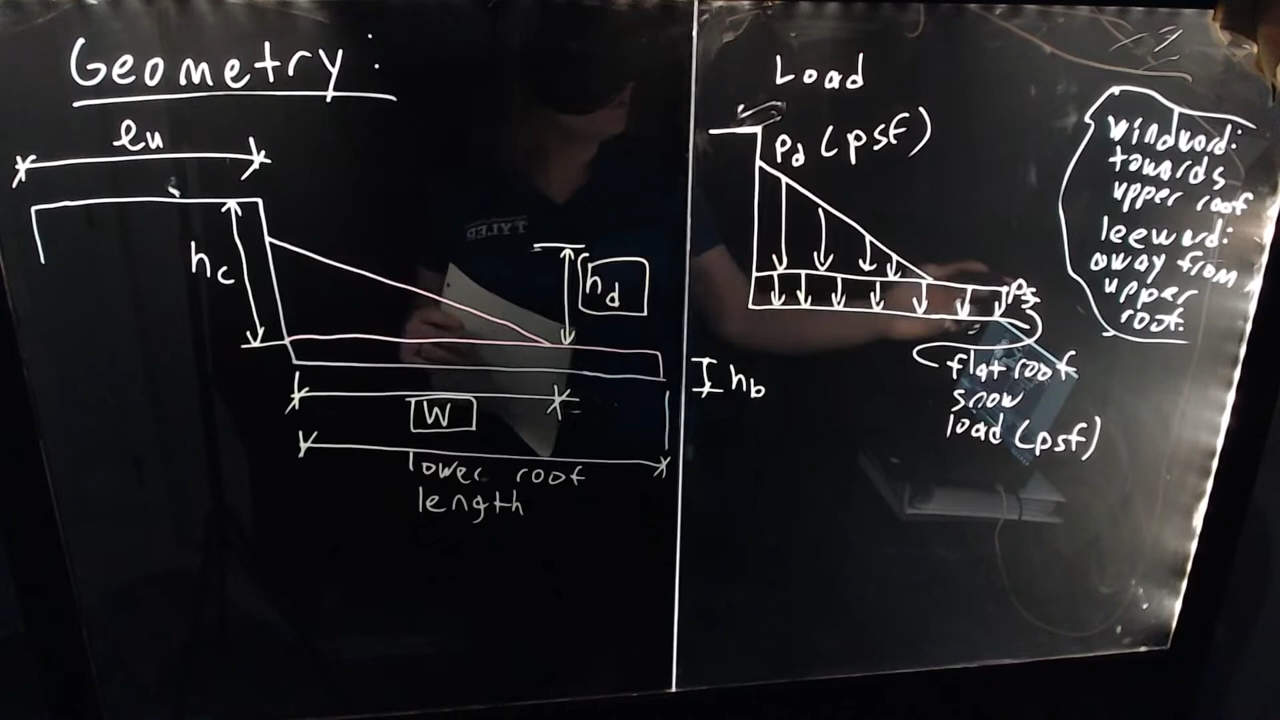 Geometry:
lu
hc
hd
W
lower roof
length
hb
Load
Pd (psf)
Ps
flat roof
snow
load (psf)
windward:
towards
upper roof
leeward:
away from
upper
roof.
TYLED